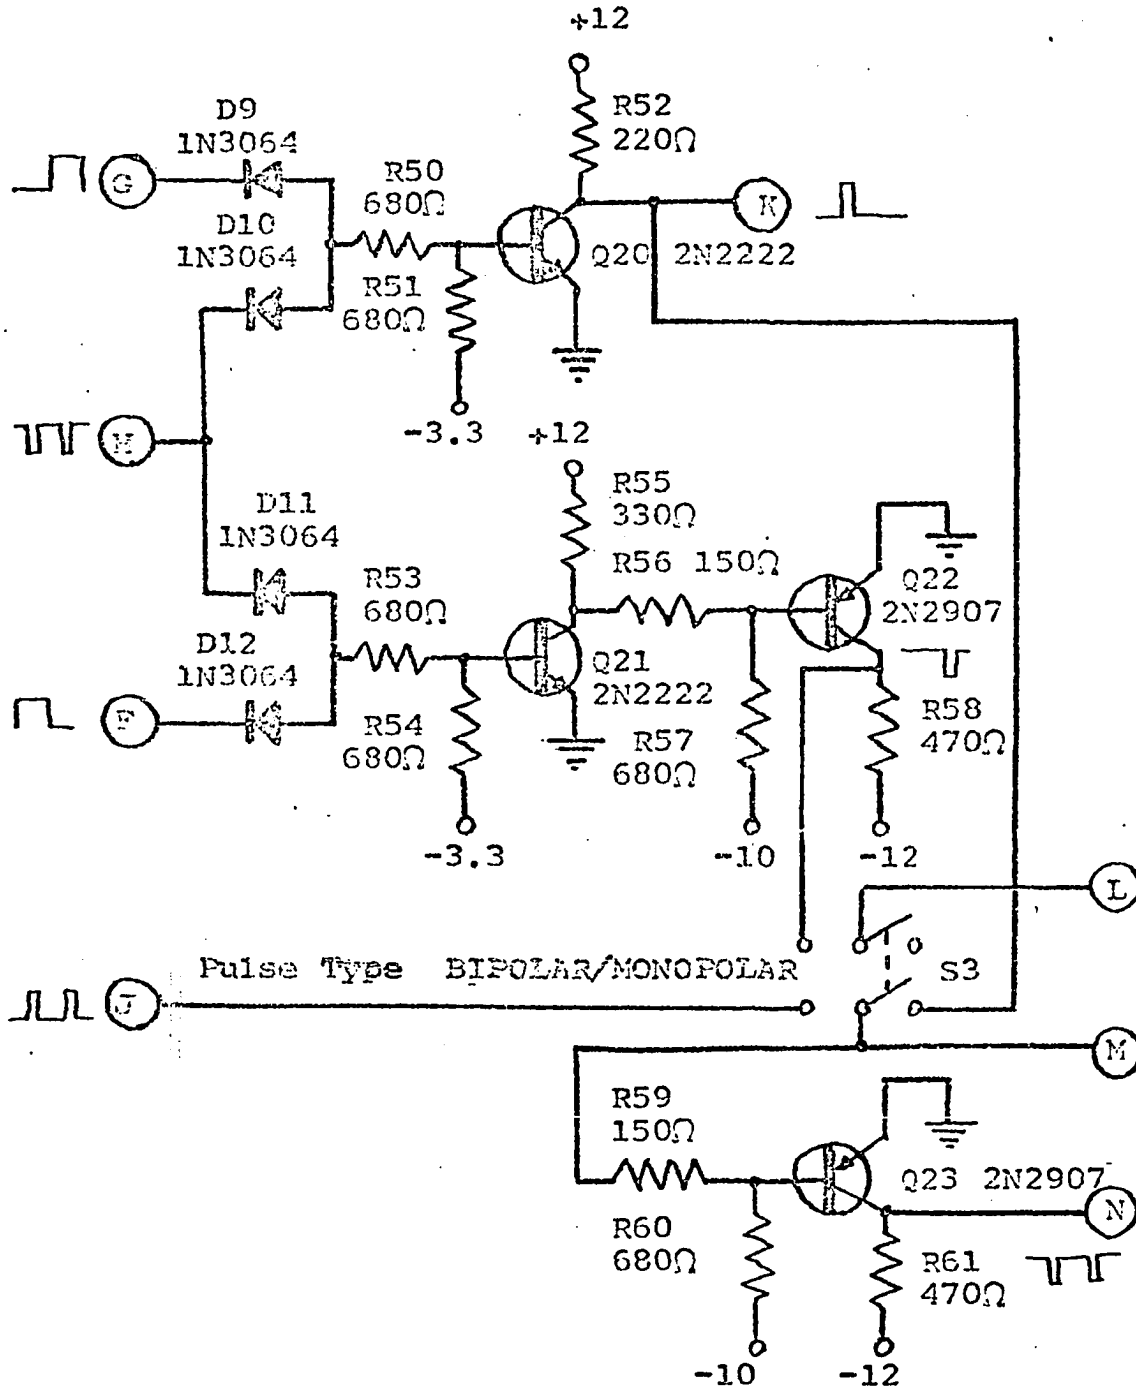 +12
D9
1N3064
R52
220Ω
G
R50
680Ω
K
D10
1N3064
Q20 2N2222
R51
680Ω
-3.3
+12
D11
1N3064
R55
330Ω
R56 150Ω
Q22
2N2907
R53
680Ω
D12
1N3064
Q21
2N2222
F
R54
680Ω
R57
680Ω
R58
470Ω
-3.3
-10
-12
L
Pulse Type BIPOLAR/MONOPOLAR
S3
J
M
R59
150Ω
Q23 2N2907
N
R60
680Ω
R61
470Ω
-10
-12